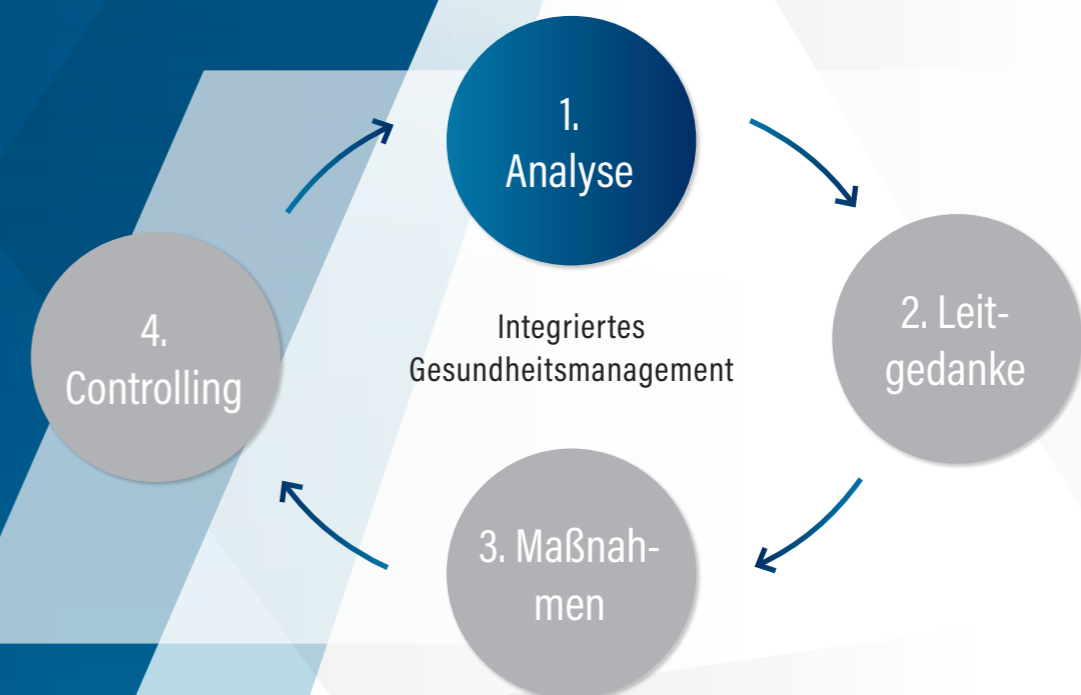 1.
Analyse
2. Leit-
gedanke
3. Maßnah-
men
4.
Controlling
Integriertes
Gesundheitsmanagement